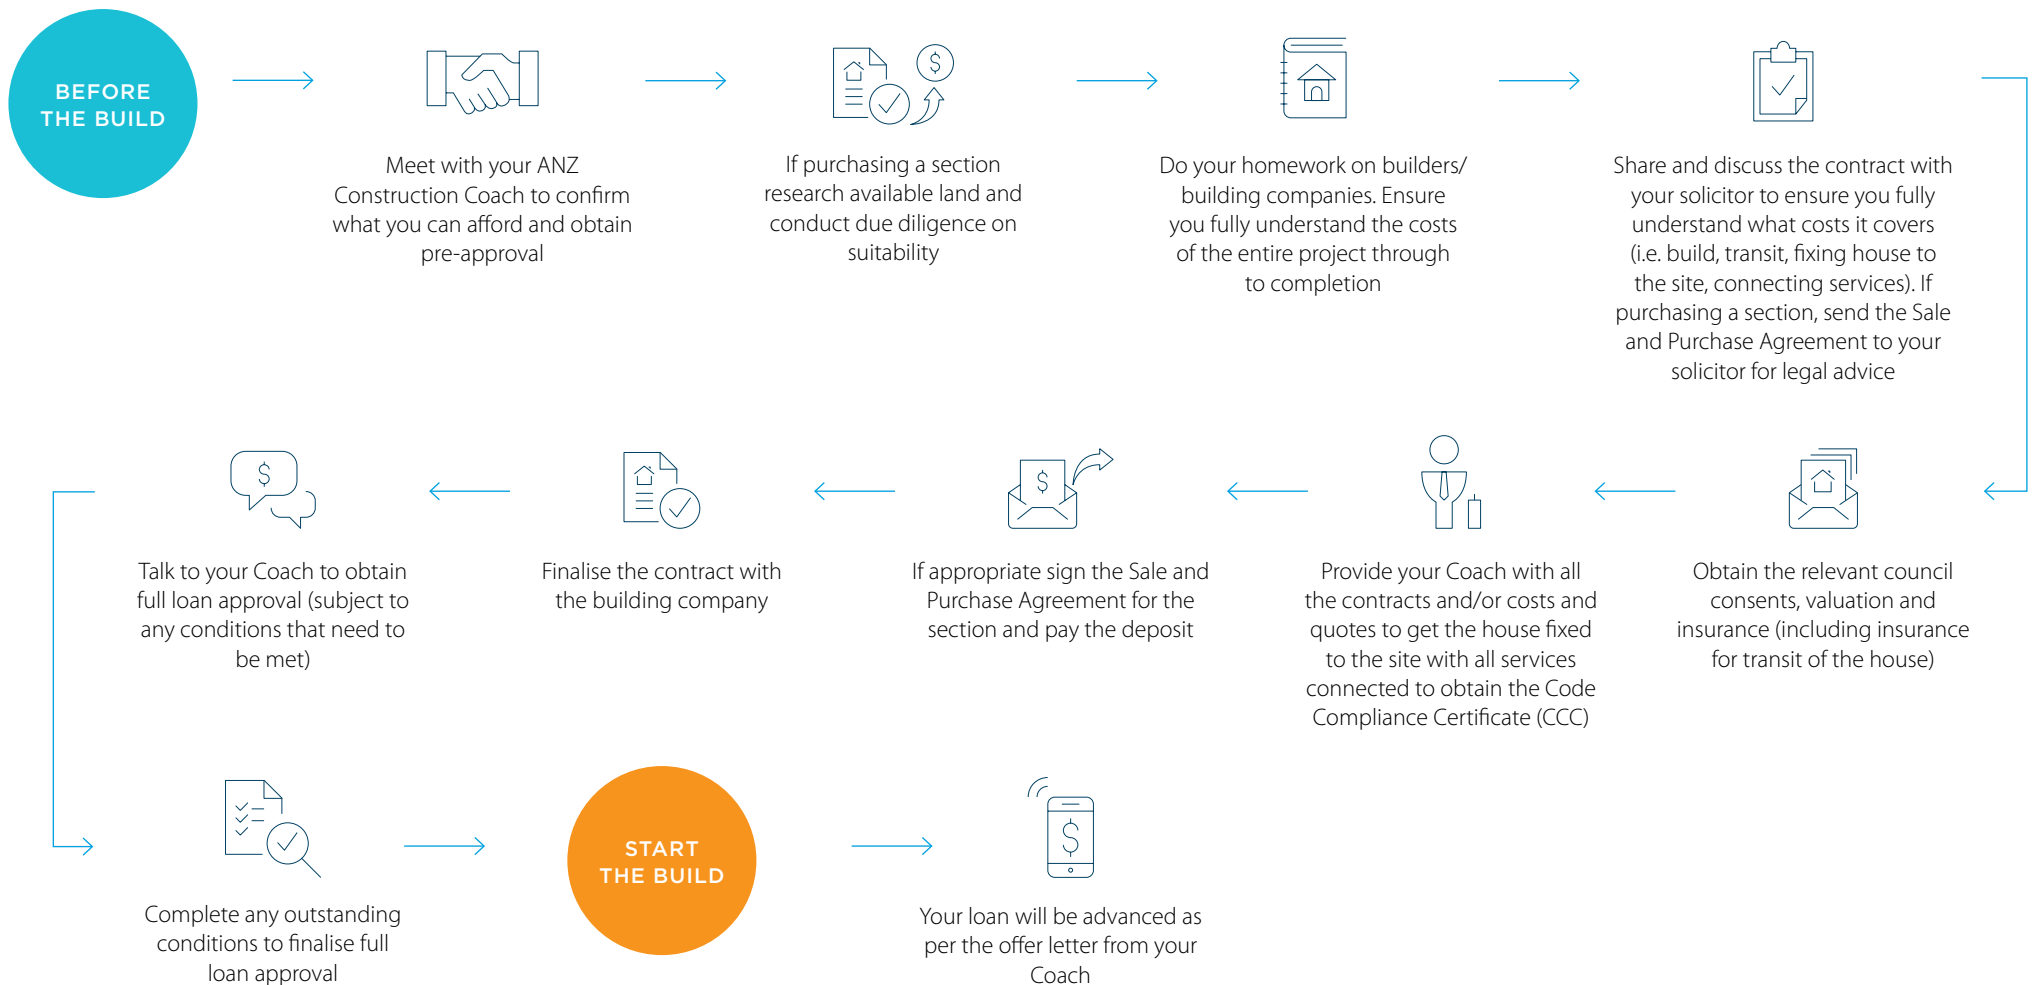 BEFORE
THE BUILD
Meet with your ANZ
Construction Coach to confirm
what you can afford and obtain
pre-approval
If purchasing a section
research available land and
conduct due diligence on
suitability
Do your homework on builders/
building companies. Ensure
you fully understand the costs
of the entire project through
to completion
Share and discuss the contract with
your solicitor to ensure you fully
understand what costs it covers
(i.e. build, transit, fixing house to
the site, connecting services). If
purchasing a section, send the Sale
and Purchase Agreement to your
solicitor for legal advice
Obtain the relevant council
consents, valuation and
insurance (including insurance
for transit of the house)
Provide your Coach with all
the contracts and/or costs and
quotes to get the house fixed
to the site with all services
connected to obtain the Code
Compliance Certificate (CCC)
If appropriate sign the Sale and
Purchase Agreement for the
section and pay the deposit
Finalise the contract with
the building company
Talk to your Coach to obtain
full loan approval (subject to
any conditions that need to
be met)
Complete any outstanding
conditions to finalise full
loan approval
START
THE BUILD
Your loan will be advanced as
per the offer letter from your
Coach